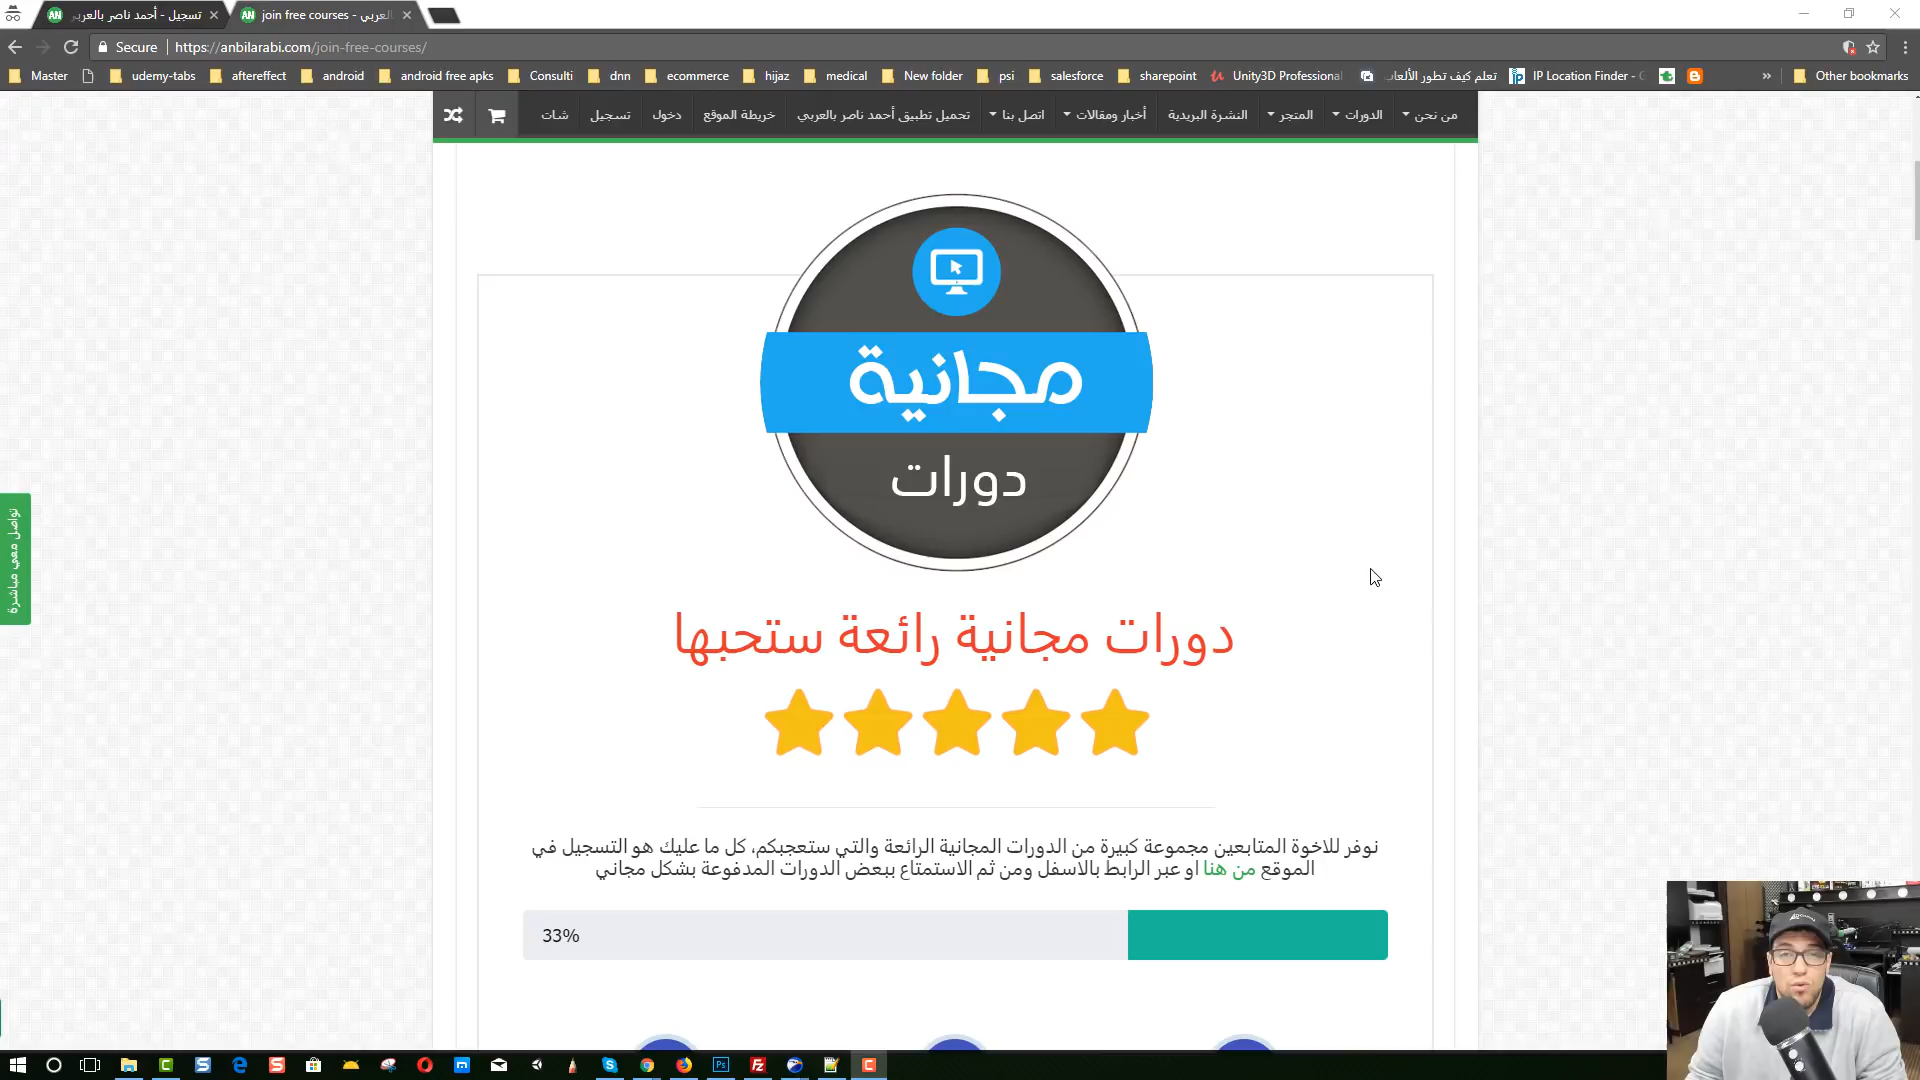 تسجيل - أحمد ناصر بالعربي
join free courses - بالعربي
Secure
https://anbilarabi.com/join-free-courses/
Master
udemy-tabs
aftereffect
android
android free apks
Consulti
dnn
ecommerce
hijaz
medical
New folder
psi
salesforce
sharepoint
Unity3D Professional
تعلم كيف تطور الألعاب
IP Location Finder - G
Other bookmarks
من نحن
الدورات
المتجر
النشرة البريدية
أخبار ومقالات
اتصل بنا
تحميل تطبيق أحمد ناصر بالعربي
خريطة الموقع
دخول
تسجيل
شات
مجانية
دورات
تواصل معي مباشرة
دورات مجانية رائعة ستحبها
نوفر للاخوة المتابعين مجموعة كبيرة من الدورات المجانية الرائعة والتي ستعجبكم، كل ما عليك هو التسجيل في
الموقع من هنا او عبر الرابط بالاسفل ومن ثم الاستمتاع ببعض الدورات المدفوعة بشكل مجاني
33%